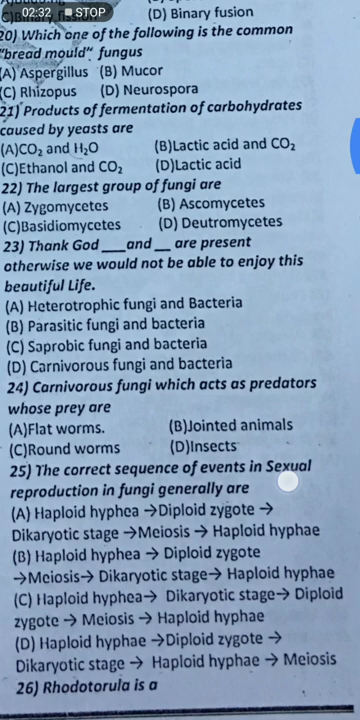 02:32 STOP
(D) Binary fusion
20) Which one of the following is the common
"bread mould" fungus
(A) Aspergillus (B) Mucor
(C) Rhizopus (D) Neurospora
21) Products of fermentation of carbohydrates
caused by yeasts are
(A)CO₂ and H₂O (B)Lactic acid and CO₂
(C)Ethanol and CO₂ (D)Lactic acid
22) The largest group of fungi are
(A) Zygomycetes (B) Ascomycetes
(C)Basidiomycetes (D) Deutromycetes
23) Thank God ___and __ are present
otherwise we would not be able to enjoy this
beautiful Life.
(A) Heterotrophic fungi and Bacteria
(B) Parasitic fungi and bacteria
(C) Saprobic fungi and bacteria
(D) Carnivorous fungi and bacteria
24) Carnivorous fungi which acts as predators
whose prey are
(A)Flat worms. (B)Jointed animals
(C)Round worms (D)Insects
25) The correct sequence of events in Sexual
reproduction in fungi generally are
(A) Haploid hyphea →Diploid zygote →
Dikaryotic stage →Meiosis → Haploid hyphae
(B) Haploid hyphea → Diploid zygote
→Meiosis→ Dikaryotic stage→ Haploid hyphae
(C) Haploid hyphea→ Dikaryotic stage→ Diploid
zygote → Meiosis → Haploid hyphae
(D) Haploid hyphae →Diploid zygote →
Dikaryotic stage → Haploid hyphae → Meiosis
26) Rhodotorula is a